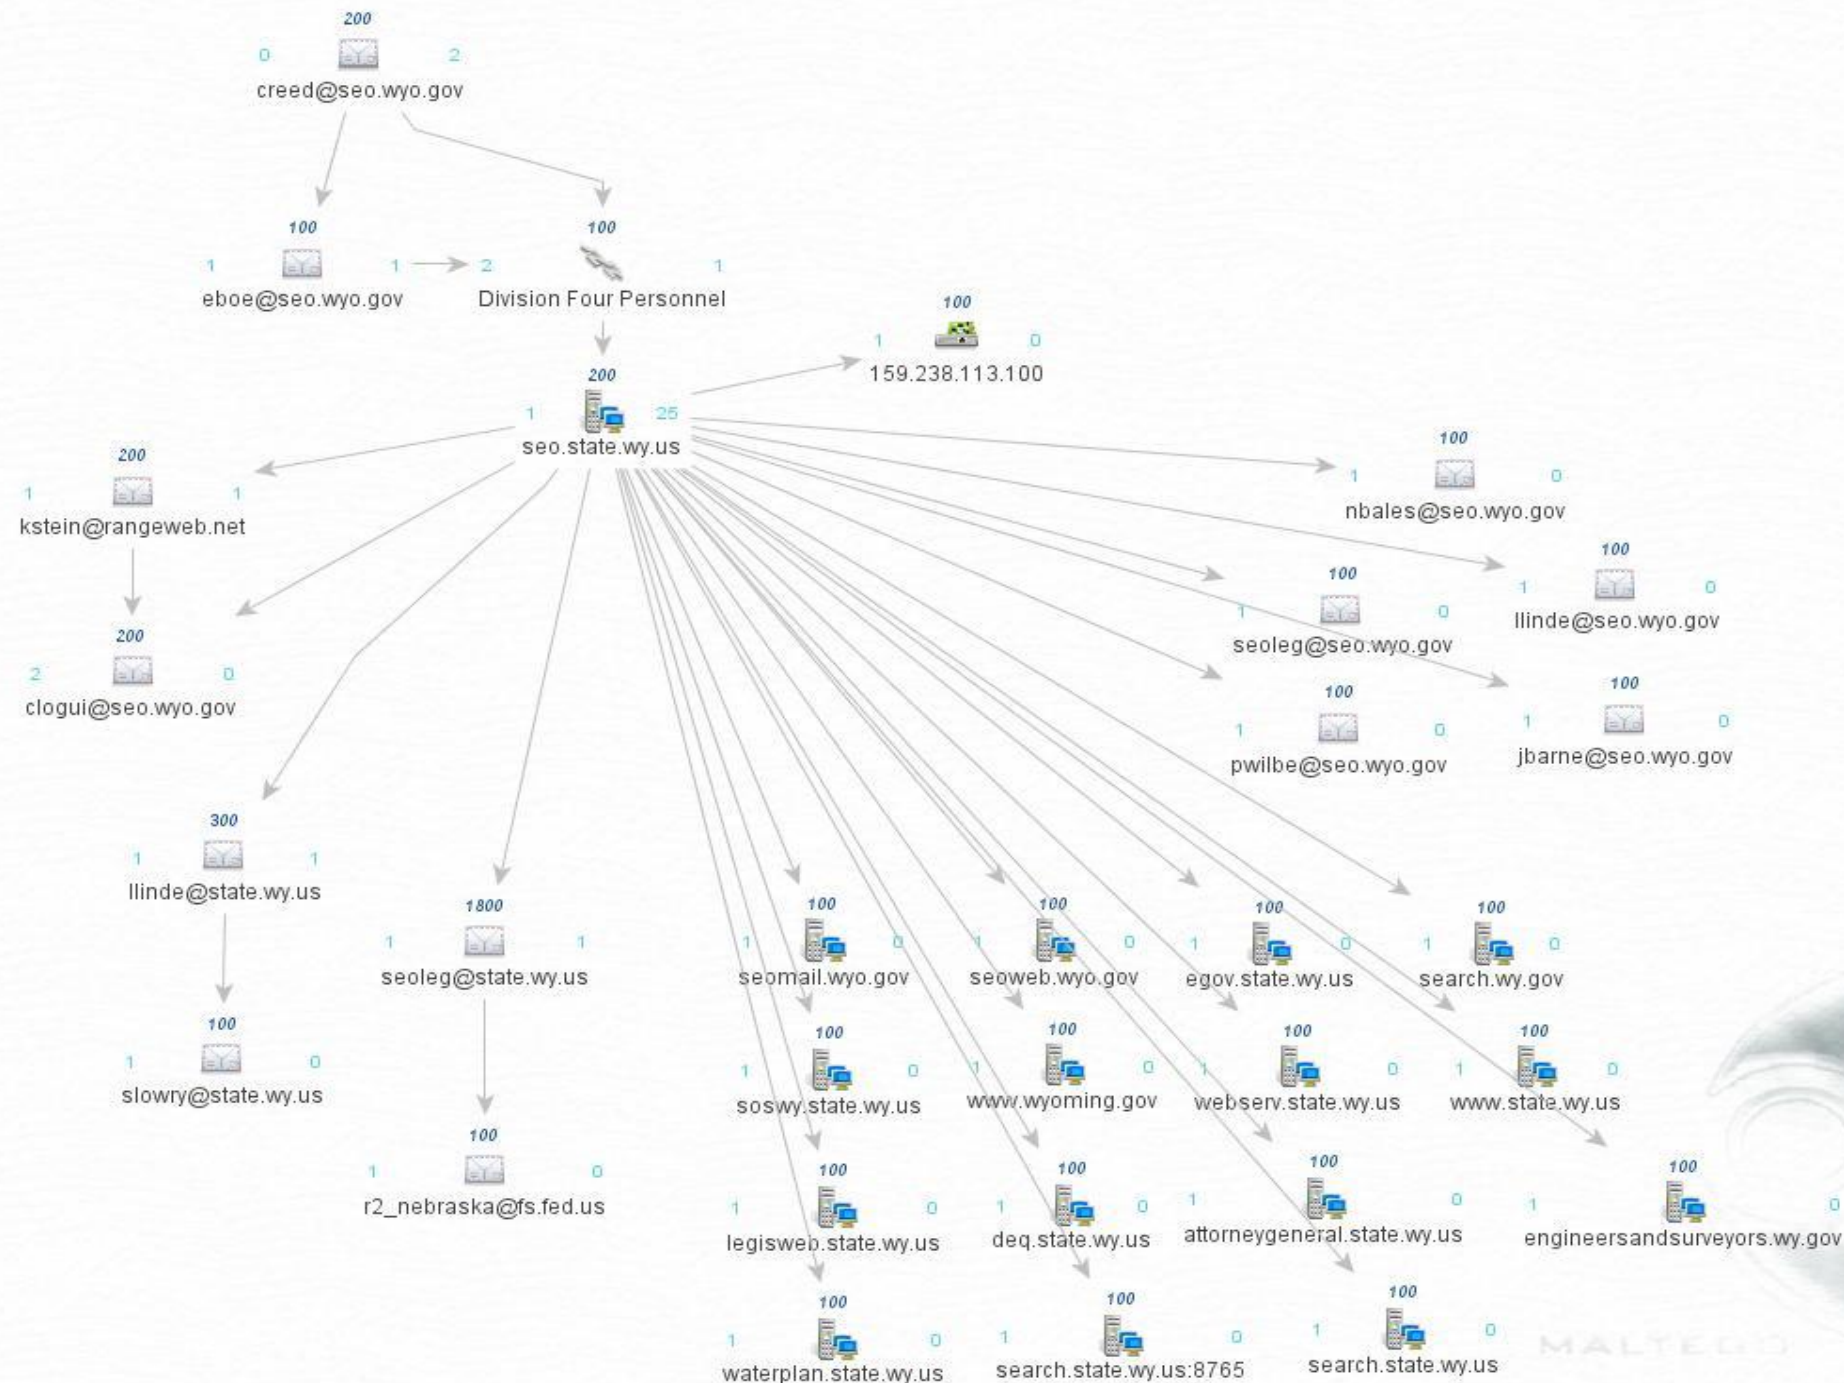 200
0 2
creed@seo.wyo.gov
100
1 1
eboe@seo.wyo.gov
100
2 1
Division Four Personnel
100
1 0
159.238.113.100
200
1 25
seo.state.wy.us
200
1 1
kstein@rangeweb.net
100
1 0
nbales@seo.wyo.gov
100
1 0
llinde@seo.wyo.gov
100
1 0
seoleg@seo.wyo.gov
200
2 0
clogui@seo.wyo.gov
100
1 0
pwilbe@seo.wyo.gov
100
1 0
jbarne@seo.wyo.gov
300
1 1
llinde@state.wy.us
1800
1 1
seoleg@state.wy.us
100
1 0
seomail.wyo.gov
100
1 0
seoweb.wyo.gov
100
1 0
egov.state.wy.us
100
1 0
search.wy.gov
100
1 0
slowry@state.wy.us
100
1 0
soswy.state.wy.us
100
1 0
www.wyoming.gov
100
1 0
webserv.state.wy.us
100
1 0
www.state.wy.us
100
1 0
r2_nebraska@fs.fed.us
100
1 0
legisweb.state.wy.us
100
1 0
deq.state.wy.us
100
1 0
attorneygeneral.state.wy.us
100
1 0
engineersandsurveyors.wy.gov
100
1 0
waterplan.state.wy.us
100
1 0
search.state.wy.us:8765
100
1 0
search.state.wy.us
MALTEGO